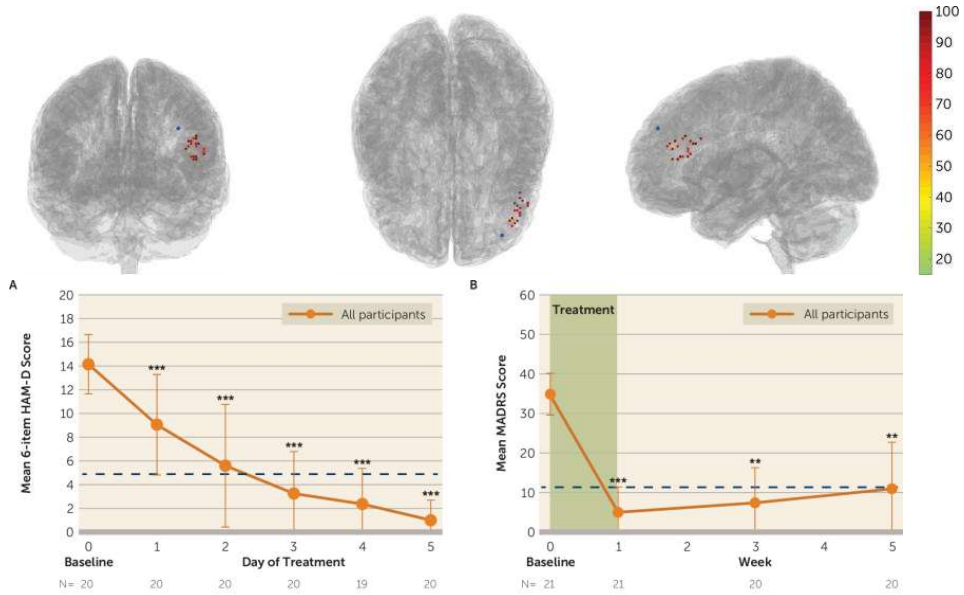 100
90
80
70
60
50
40
30
20
A
20
18
16
14
12
10
8
6
4
2
0
Mean 6-item HAM-D Score
All participants
***
***
***
***
***
0 1 2 3 4 5
Baseline Day of Treatment
N= 20 20 20 20 19 20
B
60
50
40
30
20
10
0
Mean MADRS Score
Treatment
All participants
***
**
**
0 1 2 3 4 5
Baseline Week
N= 21 21 20 20